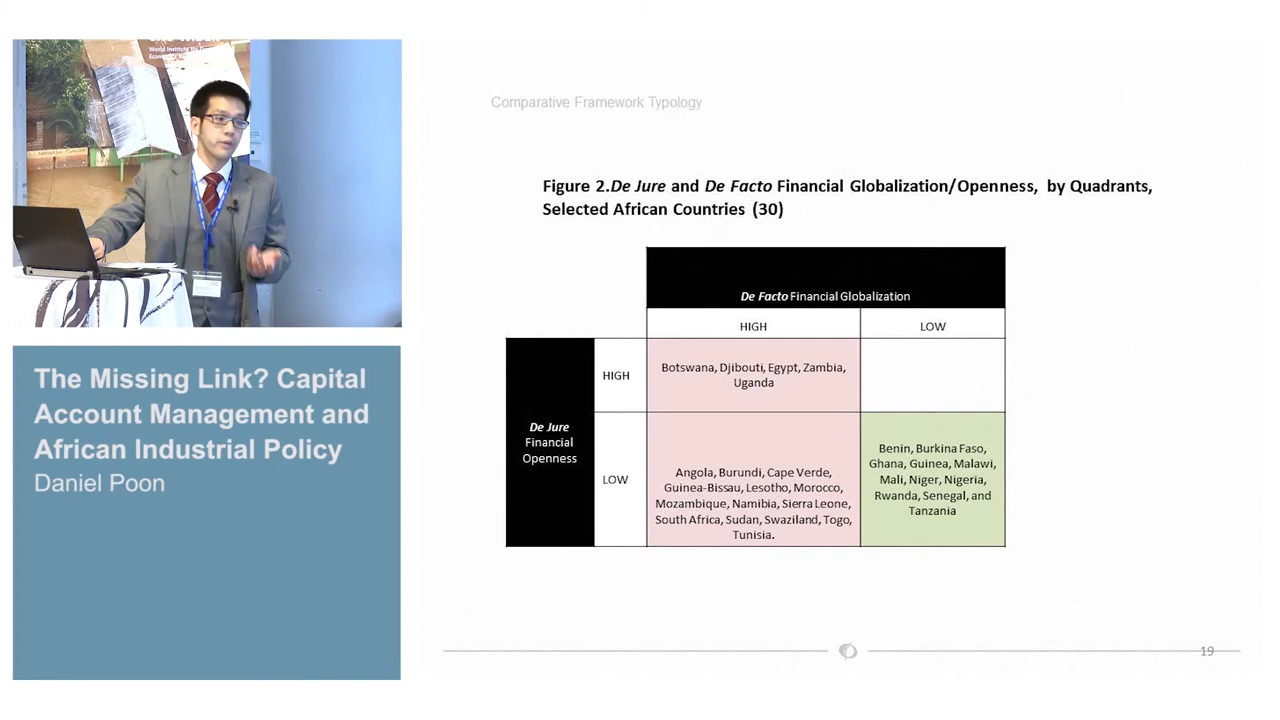 World Institute for
Comparative Framework Typology
Figure 2.De Jure and De Facto Financial Globalization/Openness, by Quadrants,
Selected African Countries (30)
De Facto Financial Globalization
HIGH
LOW
De Jure
Financial
Openness
HIGH
Botswana, Djibouti, Egypt, Zambia,
Uganda
LOW
Angola, Burundi, Cape Verde,
Guinea-Bissau, Lesotho, Morocco,
Mozambique, Namibia, Sierra Leone,
South Africa, Sudan, Swaziland, Togo,
Tunisia.
Benin, Burkina Faso,
Ghana, Guinea, Malawi,
Mali, Niger, Nigeria,
Rwanda, Senegal, and
Tanzania
The Missing Link? Capital
Account Management and
African Industrial Policy
Daniel Poon
19